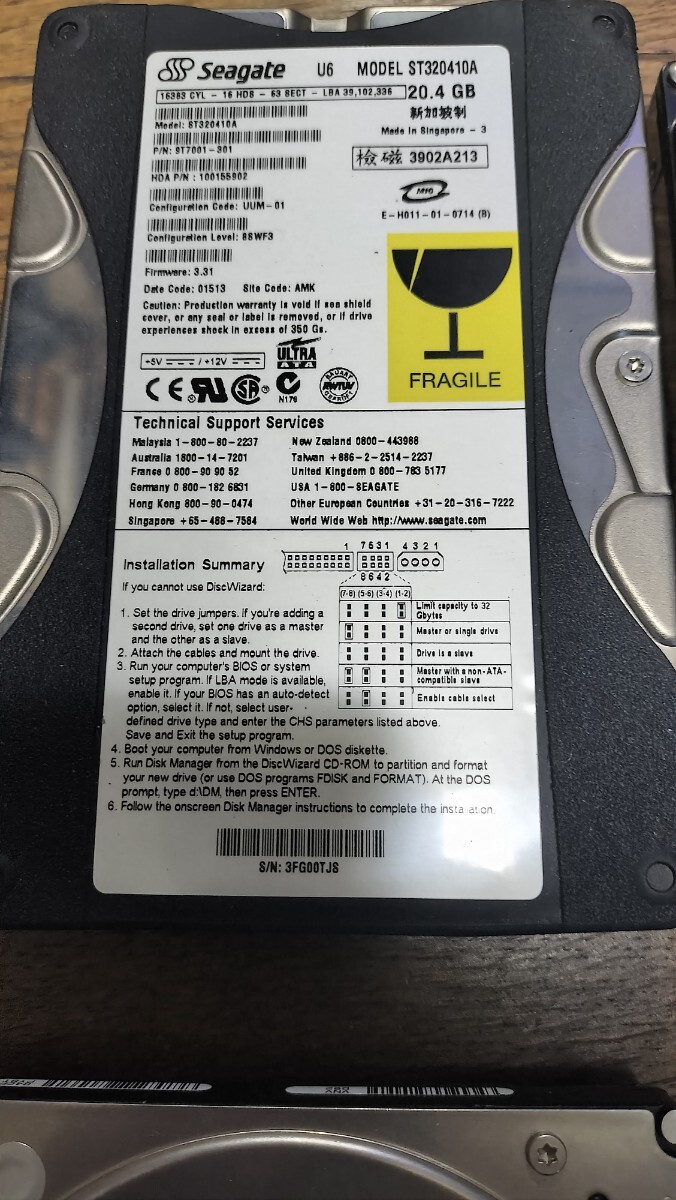 Seagate U6 MODEL ST320410A
16383 CYL - 16 HDS - 63 SECT - LBA 39,102,336 20.4 GB
新加坡制
Made in Singapore - 3
Model: ST320410A
P/N: 9T7001-301
檢磁 3902A213
HDA P/N : 100155902
Configuration Code: UUM-01
E-H011-01-0714 (B)
Configuration Level: 8SWF3
Firmware: 3.31
Date Code: 01513 Site Code: AMK
Caution: Production warranty is void if sea shield
cover, or any seal or label is removed, or if drive
experiences shock in excess of 350 Gs.
+5V / +12V
ULTRA
ATA
N176
FRAGILE
Technical Support Services
Malaysia 1-800-80-2237 New Zealand 0800-443988
Australia 1800-14-7201 Taiwan +886-2-2514-2237
France 0 800-90 90 52 United Kingdom 0 800-783 5177
Germany 0 800-182 6831 USA 1-800-SEAGATE
Hong Kong 800-90-0474 Other European Countries +31-20-316-7222
Singapore +65-488-7584 World Wide Web http://www.seagate.com
Installation Summary
1 7531 4321
8642
If you cannot use DiscWizard:
(7-8) (5-6) (3-4) (1-2)
Limit capacity to 32
Gbytes
Master or single drive
Drive is a slave
Master with a non-ATA-
compatible slave
Enable cable select
1. Set the drive jumpers. If you're adding a
second drive, set one drive as a master
and the other as a slave.
2. Attach the cables and mount the drive.
3. Run your computer's BIOS or system
setup program. If LBA mode is available,
enable it. If your BIOS has an auto-detect
option, select it. If not, select user-
defined drive type and enter the CHS parameters listed above.
Save and Exit the setup program.
4. Boot your computer from Windows or DOS diskette.
5. Run Disk Manager from the DiscWizard CD-ROM to partition and format
your new drive (or use DOS programs FDISK and FORMAT). At the DOS
prompt, type d:\DM, then press ENTER.
6. Follow the onscreen Disk Manager instructions to complete the installation.
S/N: 3FG00TJS